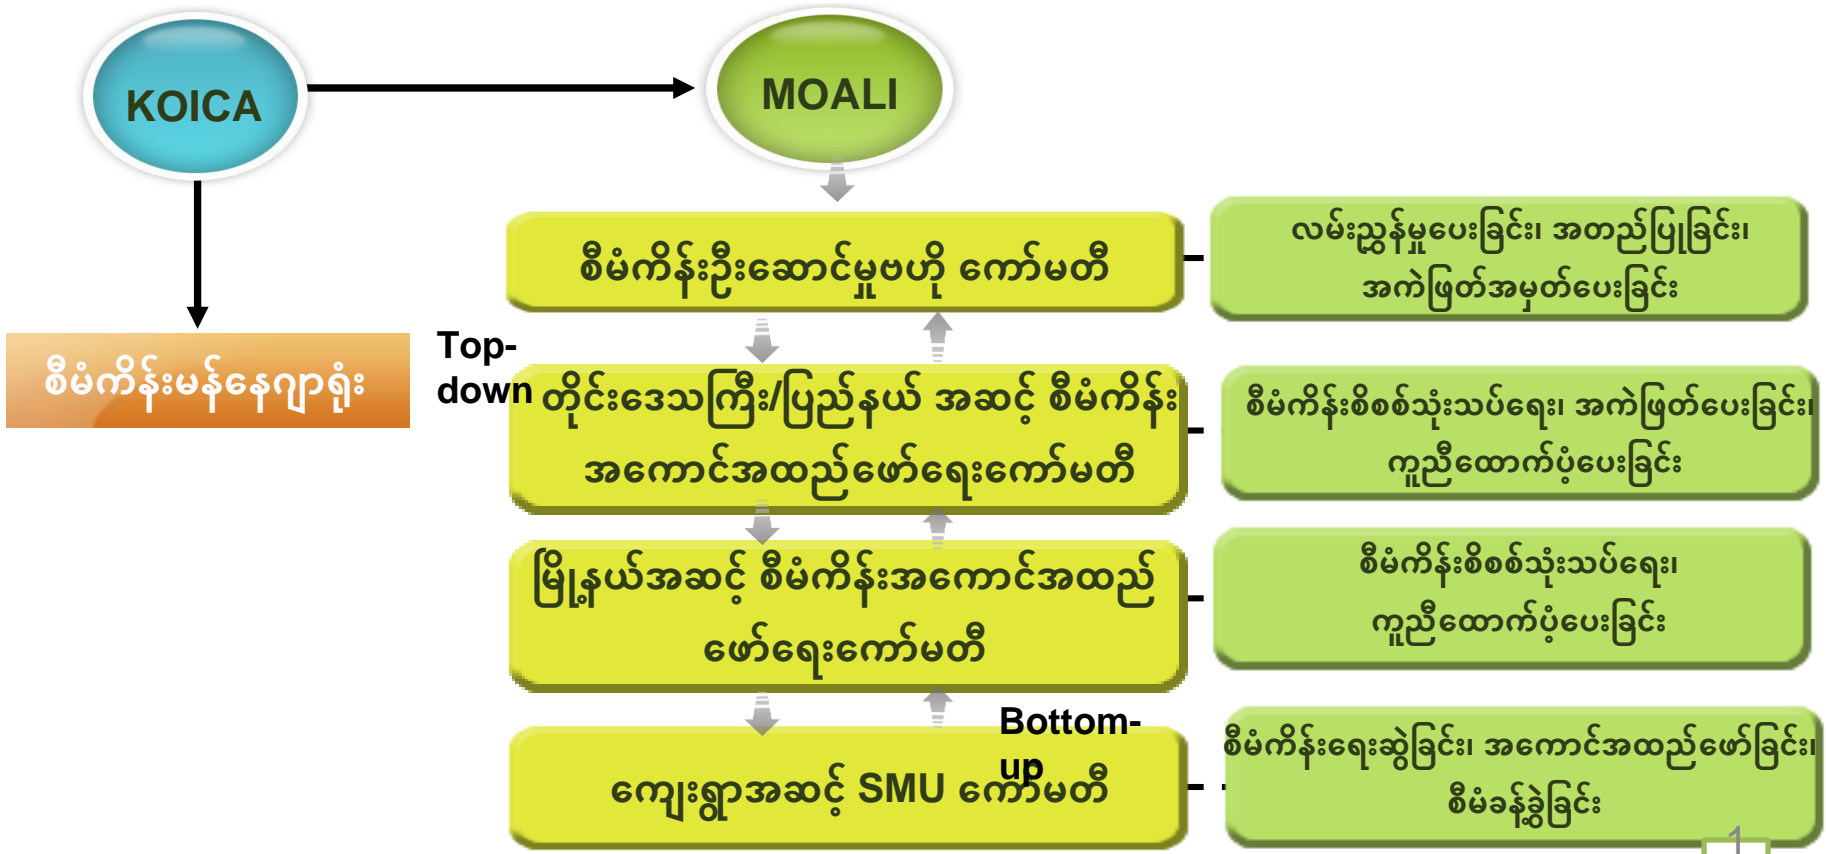 KOICA
MOALI
စီမံကိန်းဦးဆောင်မှုဗဟို ကော်မတီ
လမ်းညွှန်မှုပေးခြင်း၊ အတည်ပြုခြင်း၊
အကဲဖြတ်အမှတ်ပေးခြင်း
စီမံကိန်းမန်နေဂျာရုံး
Top-
down
တိုင်းဒေသကြီး/ပြည်နယ် အဆင့် စီမံကိန်း
အကောင်အထည်ဖော်ရေးကော်မတီ
စီမံကိန်းစိစစ်သုံးသပ်ရေး၊ အကဲဖြတ်ပေးခြင်း၊
ကူညီထောက်ပံ့ပေးခြင်း
မြို့နယ်အဆင့် စီမံကိန်းအကောင်အထည်
ဖော်ရေးကော်မတီ
စီမံကိန်းစိစစ်သုံးသပ်ရေး၊
ကူညီထောက်ပံ့ပေးခြင်း
Bottom-
up
ကျေးရွာအဆင့် SMU ကော်မတီ
စီမံကိန်းရေးဆွဲခြင်း၊ အကောင်အထည်ဖော်ခြင်း၊
စီမံခန့်ခွဲခြင်း
1